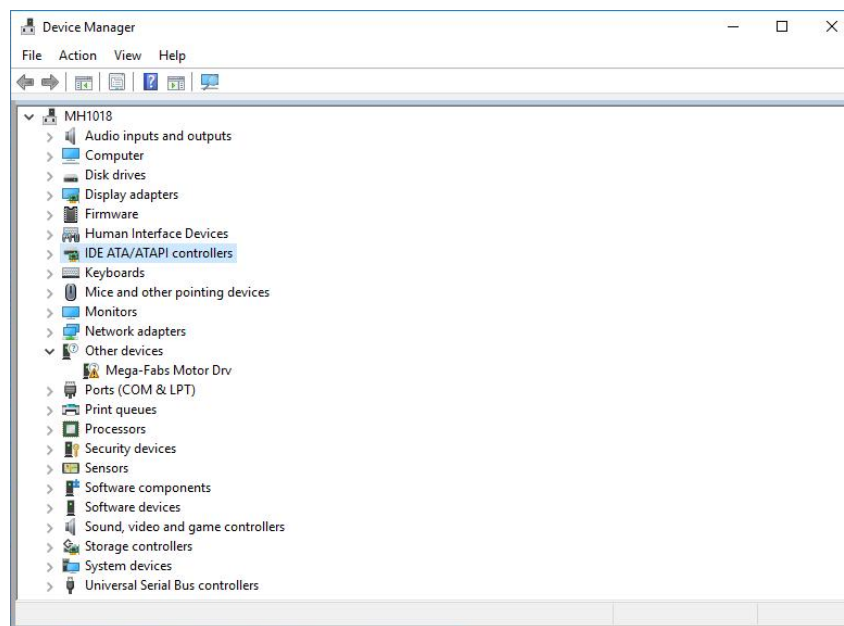 Device Manager
File Action View Help
MH1018
Audio inputs and outputs
Computer
Disk drives
Display adapters
Firmware
Human Interface Devices
IDE ATA/ATAPI controllers
Keyboards
Mice and other pointing devices
Monitors
Network adapters
Other devices
Mega-Fabs Motor Drv
Ports (COM & LPT)
Print queues
Processors
Security devices
Sensors
Software components
Software devices
Sound, video and game controllers
Storage controllers
System devices
Universal Serial Bus controllers